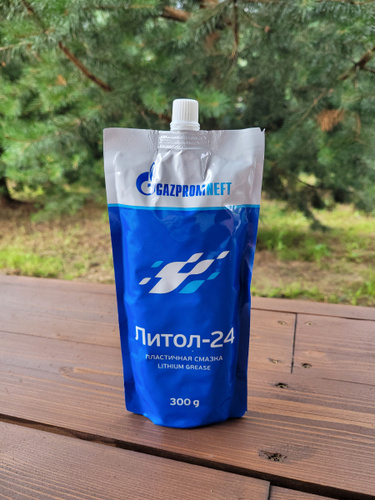 GAZPROMNEFT
Литол-24
ПЛАСТИЧНАЯ СМАЗКА
LITHIUM GREASE
300 g